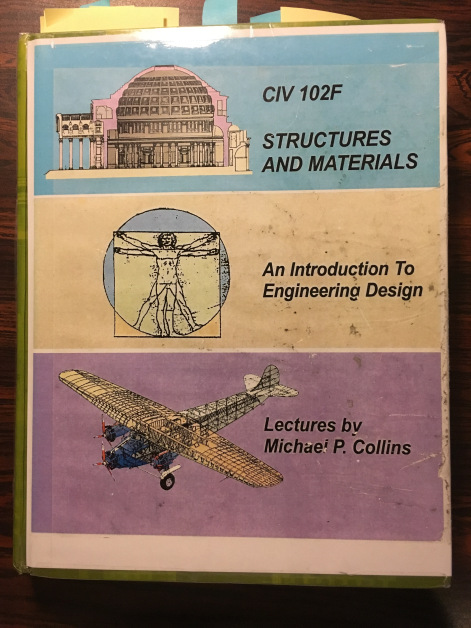 CIV 102F
STRUCTURES
AND MATERIALS
An Introduction To
Engineering Design
Lectures by
Michael P. Collins